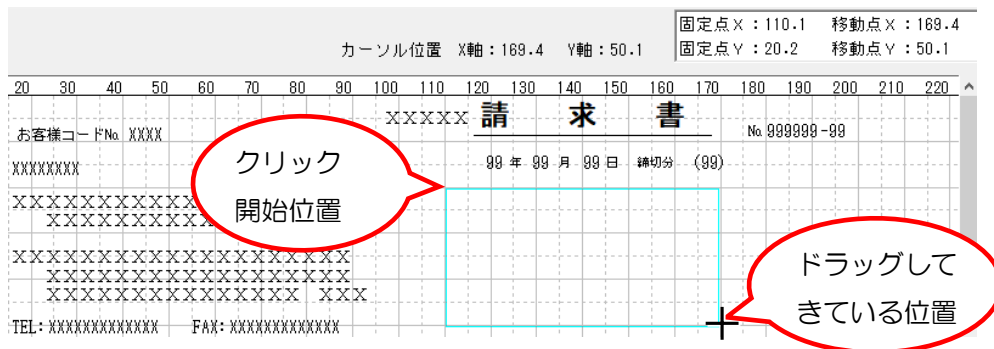 固定点X：110.1 移動点X：169.4
カーソル位置 X軸：169.4 Y軸：50.1 固定点Y：20.2 移動点Y：50.1
20 30 40 50 60 70 80 90 100 110 120 130 140 150 160 170 180 190 200 210 220
XXXXX 請 求 書
お客様コードNo. XXXX No. 999999-99
XXXXXXXX 99 年 99 月 99 日 締切分 (99)
クリック
開始位置
XXXXXXXXXXX
XXXXXXXXXX
XXXXXXXXXXXXXXXXXXXX
XXXXXXXXXXXXXXXXXX
XXXXXXXXXXXXXXX XXX
TEL: XXXXXXXXXXXXX FAX: XXXXXXXXXXXXX
ドラッグして
きている位置